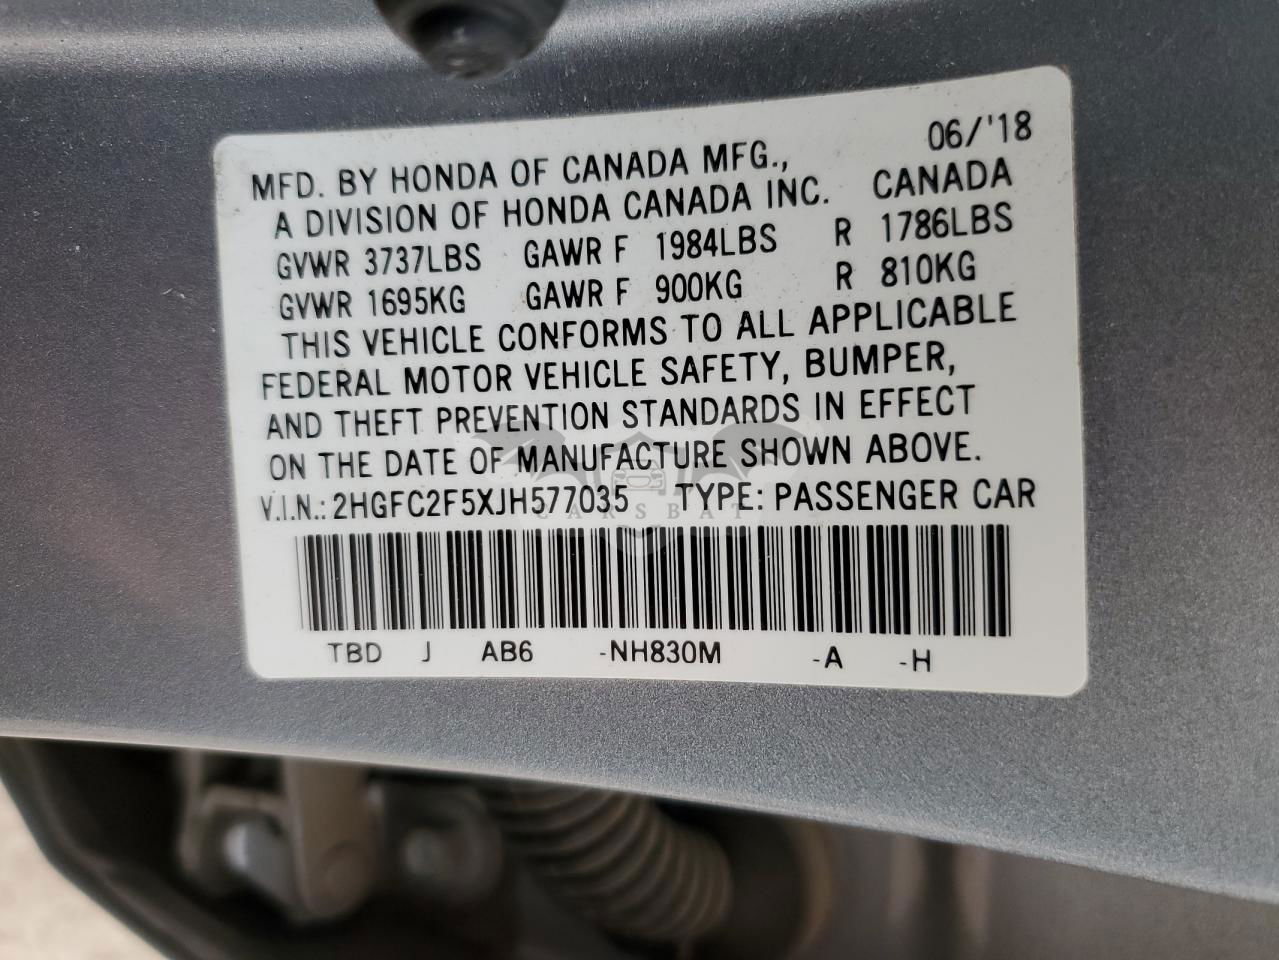 06/'18
MFD. BY HONDA OF CANADA MFG.,
A DIVISION OF HONDA CANADA INC. CANADA
GVWR 3737LBS GAWR F 1984LBS R 1786LBS
GVWR 1695KG GAWR F 900KG R 810KG
THIS VEHICLE CONFORMS TO ALL APPLICABLE
FEDERAL MOTOR VEHICLE SAFETY, BUMPER,
AND THEFT PREVENTION STANDARDS IN EFFECT
ON THE DATE OF MANUFACTURE SHOWN ABOVE.
V.I.N.: 2HGFC2F5XJH577035 TYPE: PASSENGER CAR
CARSBAT
TBD J AB6 -NH830M -A -H